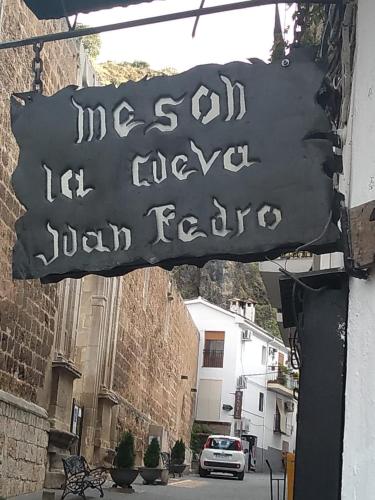 Meson
la Cueva
Juan Pedro